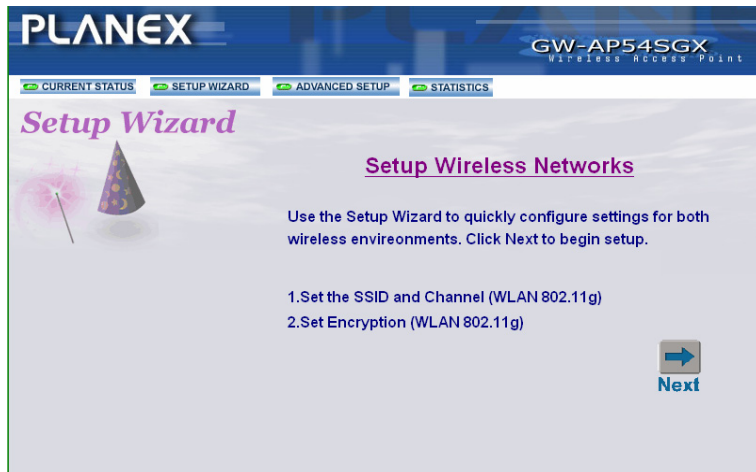 PLANEX
GW-AP54SGX
Wireless Access Point
CURRENT STATUS SETUP WIZARD ADVANCED SETUP STATISTICS
Setup Wizard
Setup Wireless Networks
Use the Setup Wizard to quickly configure settings for both
wireless envireonments. Click Next to begin setup.
1.Set the SSID and Channel (WLAN 802.11g)
2.Set Encryption (WLAN 802.11g)
Next